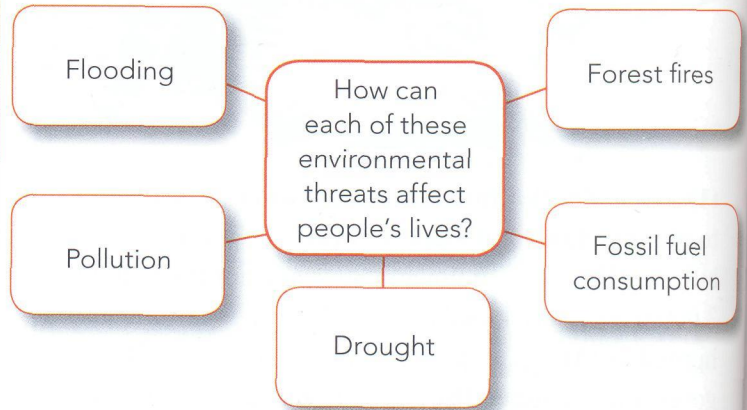 Flooding
How can
each of these
environmental
threats affect
people's lives?
Forest fires
Pollution
Fossil fuel
consumption
Drought